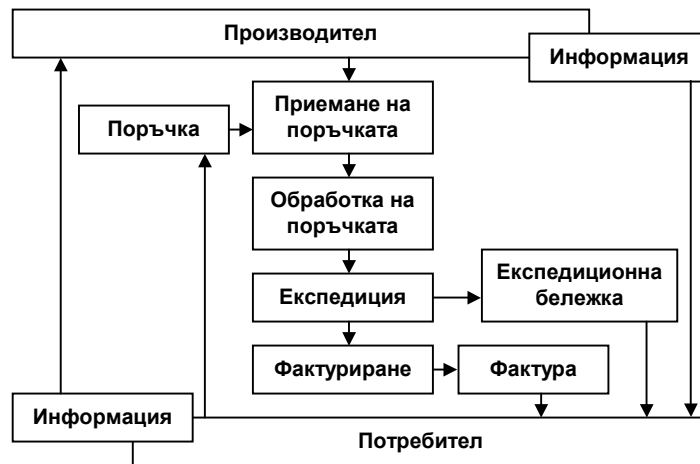 Производител
Информация
Приемане на
поръчката
Поръчка
Обработка на
поръчката
Експедиционна
бележка
Експедиция
Фактуриране
Фактура
Информация
Потребител